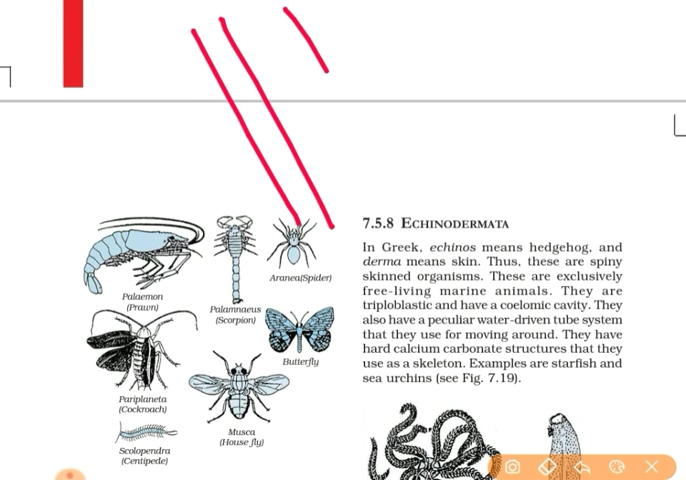 Palaemon
(Prawn)
Palamnaeus
(Scorpion)
Aranea(Spider)
Butterfly
Pariplaneta
(Cockroach)
Musca
(House fly)
Scolopendra
(Centipede)
7.5.8 ECHINODERMATA
In Greek, echinos means hedgehog, and
derma means skin. Thus, these are spiny
skinned organisms. These are exclusively
free-living marine animals. They are
triploblastic and have a coelomic cavity. They
also have a peculiar water-driven tube system
that they use for moving around. They have
hard calcium carbonate structures that they
use as a skeleton. Examples are starfish and
sea urchins (see Fig. 7.19).